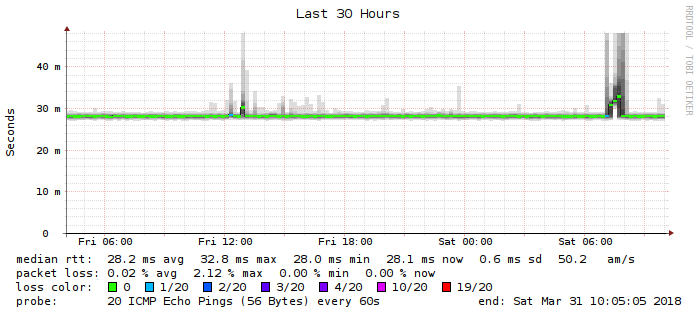 Last 30 Hours
RRDTOOL / TOBI OETIKER
Seconds
40 m
30 m
20 m
10 m
0
Fri 06:00 Fri 12:00 Fri 18:00 Sat 00:00 Sat 06:00
median rtt: 28.2 ms avg 32.8 ms max 28.0 ms min 28.1 ms now 0.6 ms sd 50.2 am/s
packet loss: 0.02 % avg 2.12 % max 0.00 % min 0.00 % now
loss color: 0 1/20 2/20 3/20 4/20 10/20 19/20
probe: 20 ICMP Echo Pings (56 Bytes) every 60s end: Sat Mar 31 10:05:05 2018